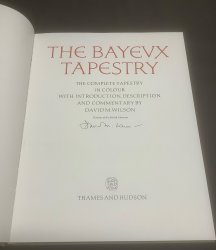 THE BAYEVX
TAPESTRY
THE COMPLETE TAPESTRY
IN COLOUR
WITH INTRODUCTION, DESCRIPTION
AND COMMENTARY BY
DAVID M. WILSON
THAMES AND HUDSON